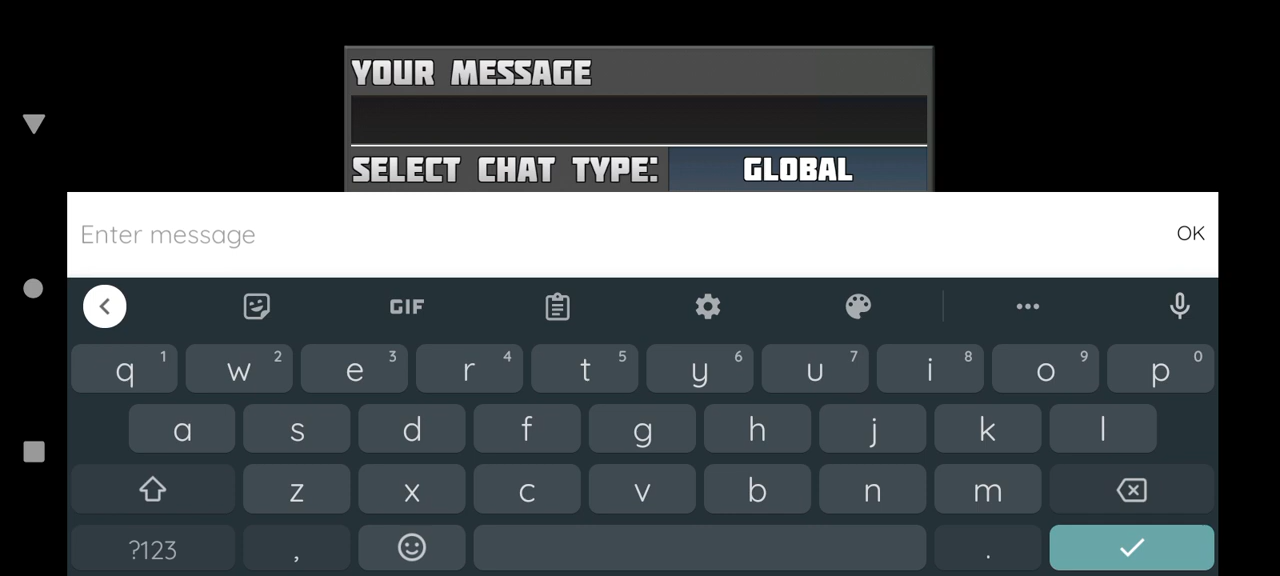 YOUR MESSAGE
SELECT CHAT TYPE: GLOBAL
Enter message OK
GIF
q 1 w 2 e 3 r 4 t 5 y 6 u 7 i 8 o 9 p 0
a s d f g h j k l
z x c v b n m
?123 , .